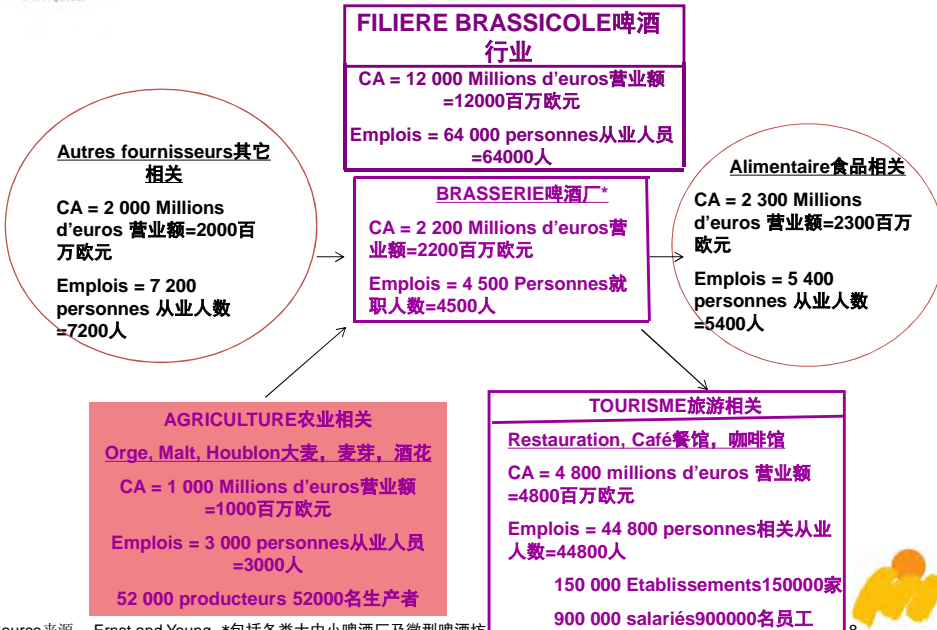 FILIERE BRASSICOLE啤酒
行业
CA = 12 000 Millions d'euros营业额
=12000百万欧元
Emplois = 64 000 personnes从业人员
=64000人
Autres fournisseurs其它
相关
CA = 2 000 Millions
d'euros 营业额=2000百
万欧元
Emplois = 7 200
personnes 从业人数
=7200人
BRASSERIE啤酒厂*
CA = 2 200 Millions d'euros营
业额=2200百万欧元
Emplois = 4 500 Personnes就
职人数=4500人
Alimentaire食品相关
CA = 2 300 Millions
d'euros 营业额=2300百万
欧元
Emplois = 5 400
personnes 从业人数
=5400人
AGRICULTURE农业相关
Orge, Malt, Houblon大麦，麦芽，酒花
CA = 1 000 Millions d'euros营业额
=1000百万欧元
Emplois = 3 000 personnes从业人员
=3000人
52 000 producteurs 52000名生产者
TOURISME旅游相关
Restauration, Café餐馆，咖啡馆
CA = 4 800 millions d'euros 营业额
=4800百万欧元
Emplois = 44 800 personnes相关从业
人数=44800人
150 000 Etablissements150000家
900 000 salariés900000名员工
来源 Ernst and Young *包括各类大中小啤酒厂及微型啤酒坊